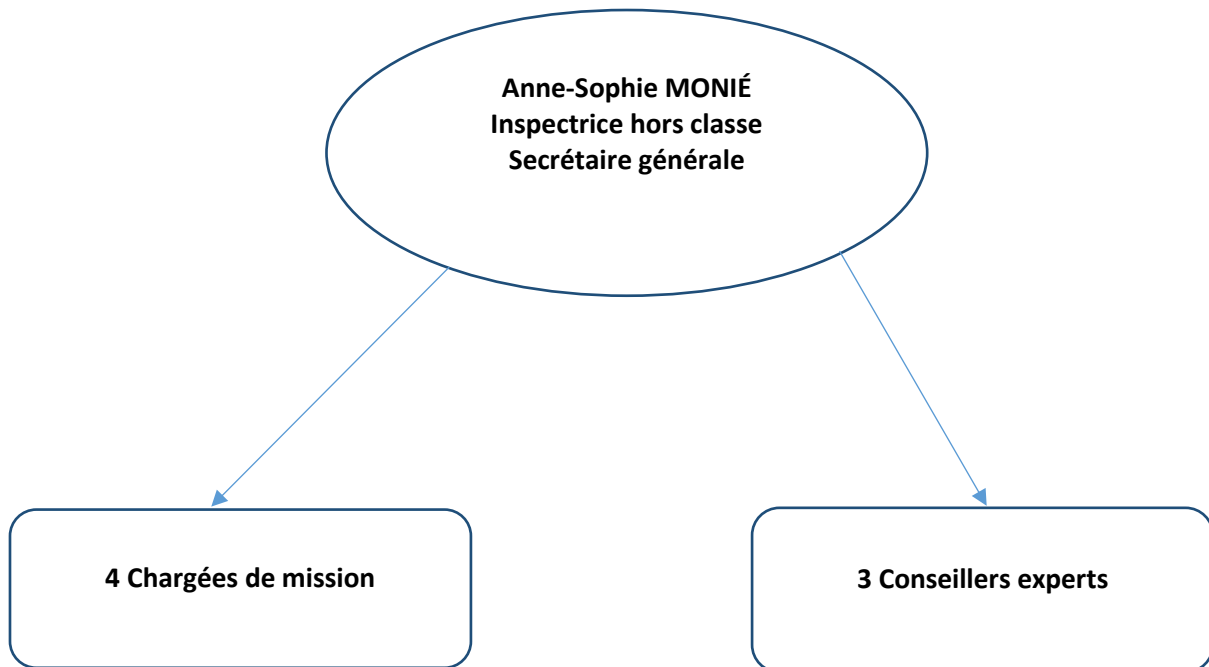 Anne-Sophie MONIÉ
Inspectrice hors classe
Secrétaire générale
4 Chargées de mission
3 Conseillers experts